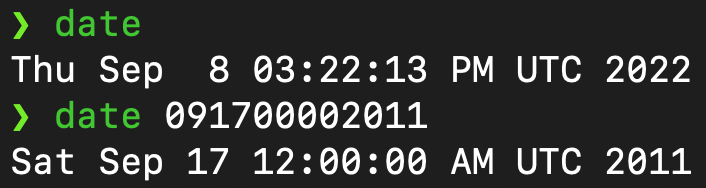 ❯ date
Thu Sep  8 03:22:13 PM UTC 2022
❯ date 091700002011
Sat Sep 17 12:00:00 AM UTC 2011